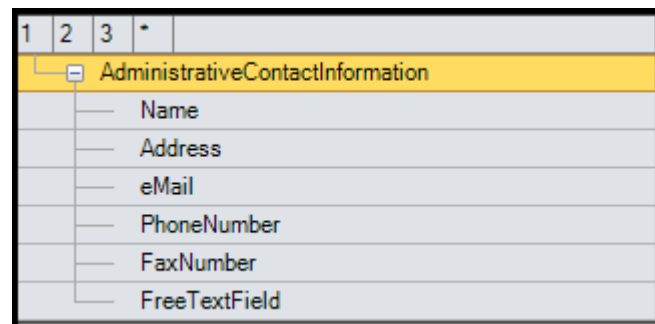 1 2 3 *
AdministrativeContactInformation
Name
Address
eMail
PhoneNumber
FaxNumber
FreeTextField